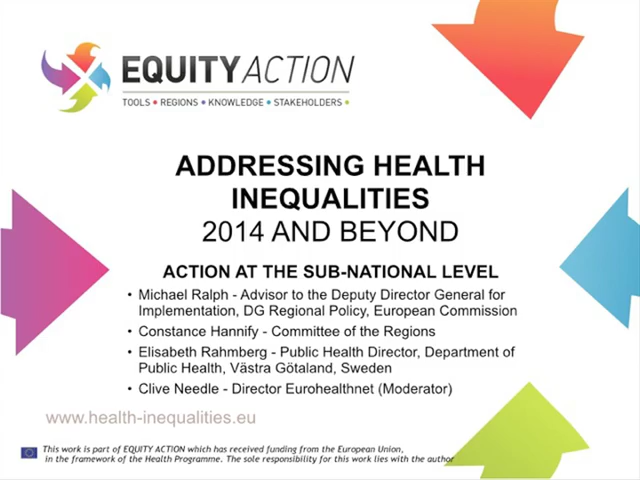 EQUITY ACTION
TOOLS • REGIONS • KNOWLEDGE • STAKEHOLDERS •
ADDRESSING HEALTH
INEQUALITIES
2014 AND BEYOND
ACTION AT THE SUB-NATIONAL LEVEL
• Michael Ralph - Advisor to the Deputy Director General for
Implementation, DG Regional Policy, European Commission
• Constance Hannify - Committee of the Regions
• Elisabeth Rahmberg - Public Health Director, Department of
Public Health, Västra Götaland, Sweden
• Clive Needle - Director Eurohealthnet (Moderator)
www.health-inequalities.eu
This work is part of EQUITY ACTION which has received funding from the European Union,
in the framework of the Health Programme. The sole responsibility for this work lies with the author